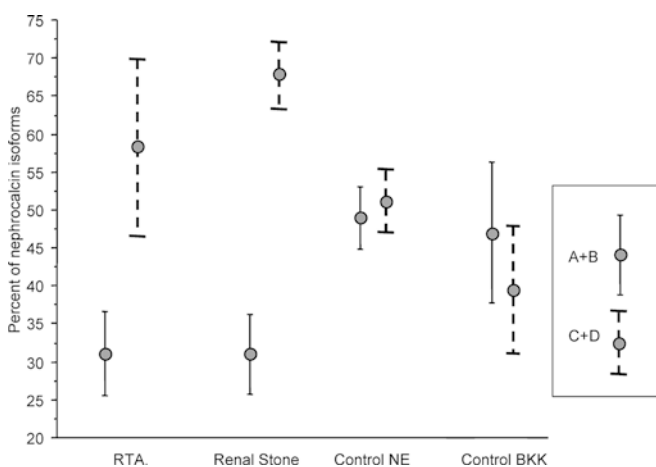 75
70
65
60
55
50
45
40
35
30
25
20
Percent of nephrocalcin isoforms
RTA.
Renal Stone
Control NE
Control BKK
A+B
C+D